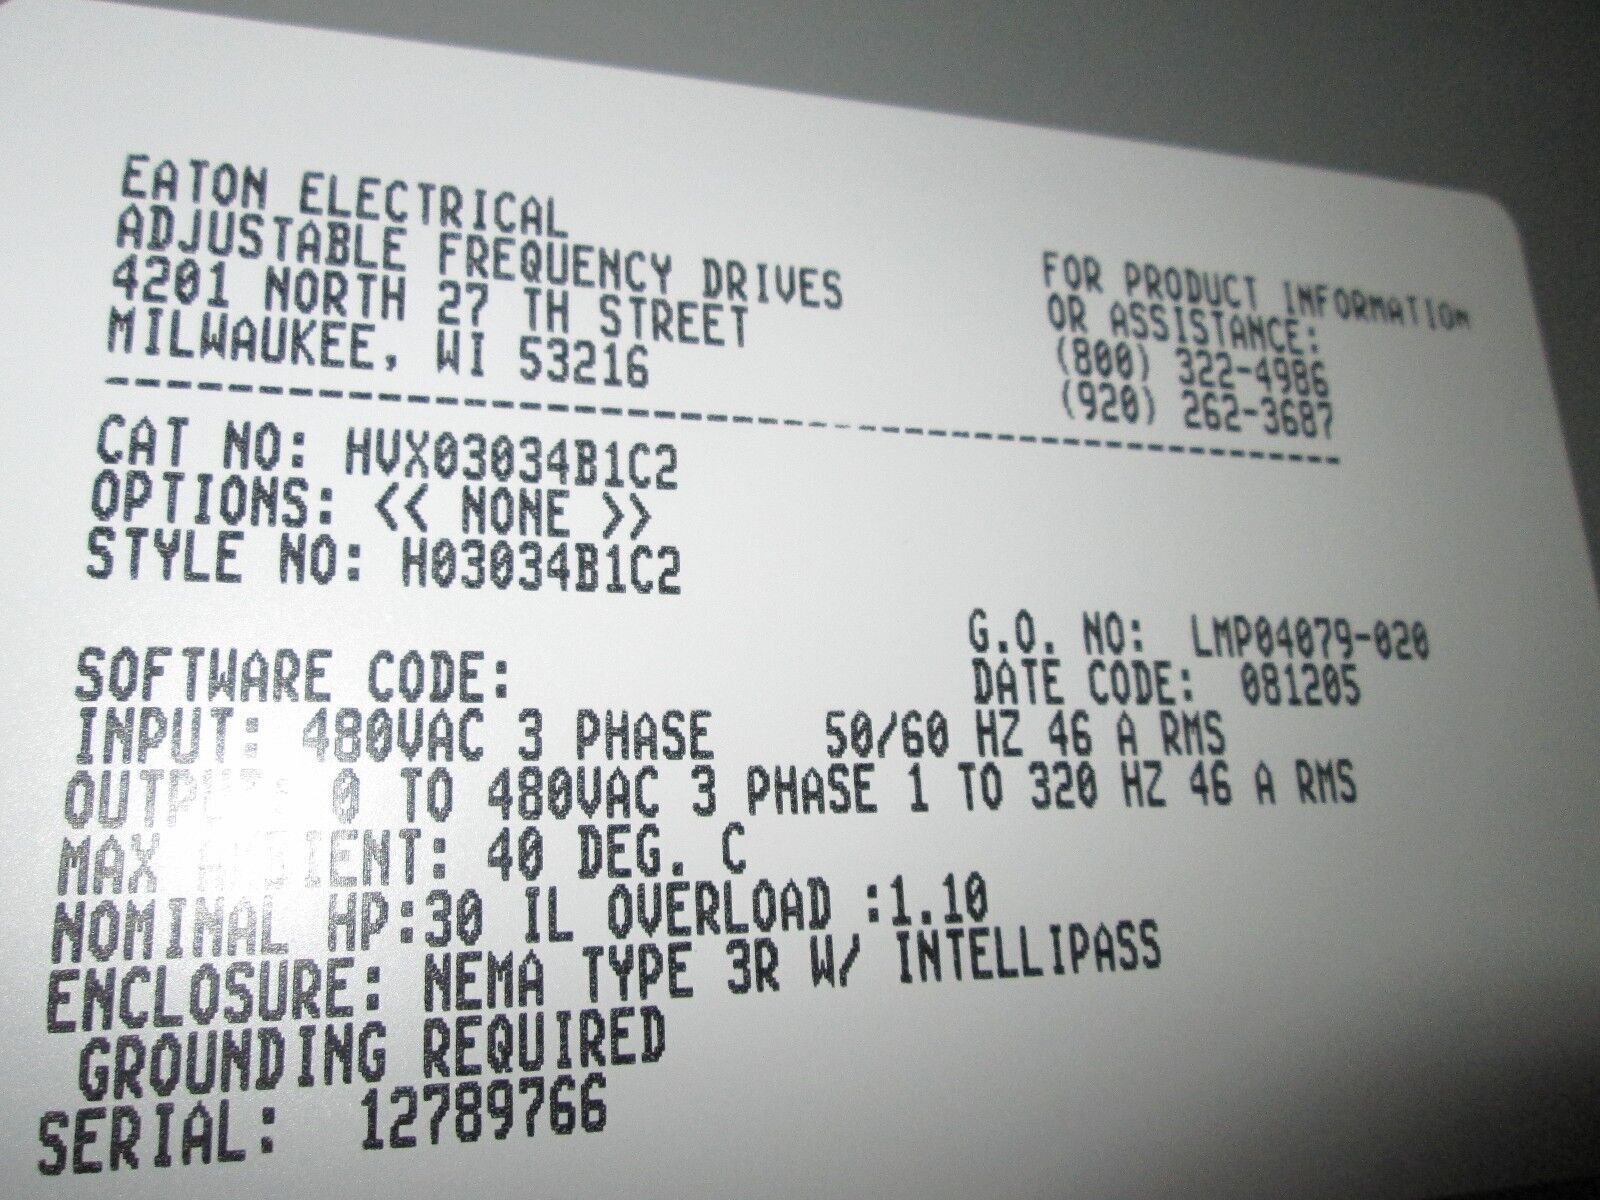 EATON ELECTRICAL
ADJUSTABLE FREQUENCY DRIVES
4201 NORTH 27 TH STREET
MILWAUKEE, WI 53216
FOR PRODUCT INFORMATION
OR ASSISTANCE:
(800) 322-4986
(920) 262-3687
CAT NO: HVX03034B1C2
OPTIONS: << NONE >>
STYLE NO: H03034B1C2
G.O. NO: LMP04079-020
SOFTWARE CODE: DATE CODE: 081205
INPUT: 480VAC 3 PHASE 50/60 HZ 46 A RMS
OUTPUT: 0 TO 480VAC 3 PHASE 1 TO 320 HZ 46 A RMS
MAX AMBIENT: 40 DEG. C
NOMINAL HP:30 IL OVERLOAD :1.10
ENCLOSURE: NEMA TYPE 3R W/ INTELLIPASS
GROUNDING REQUIRED
SERIAL: 12789766